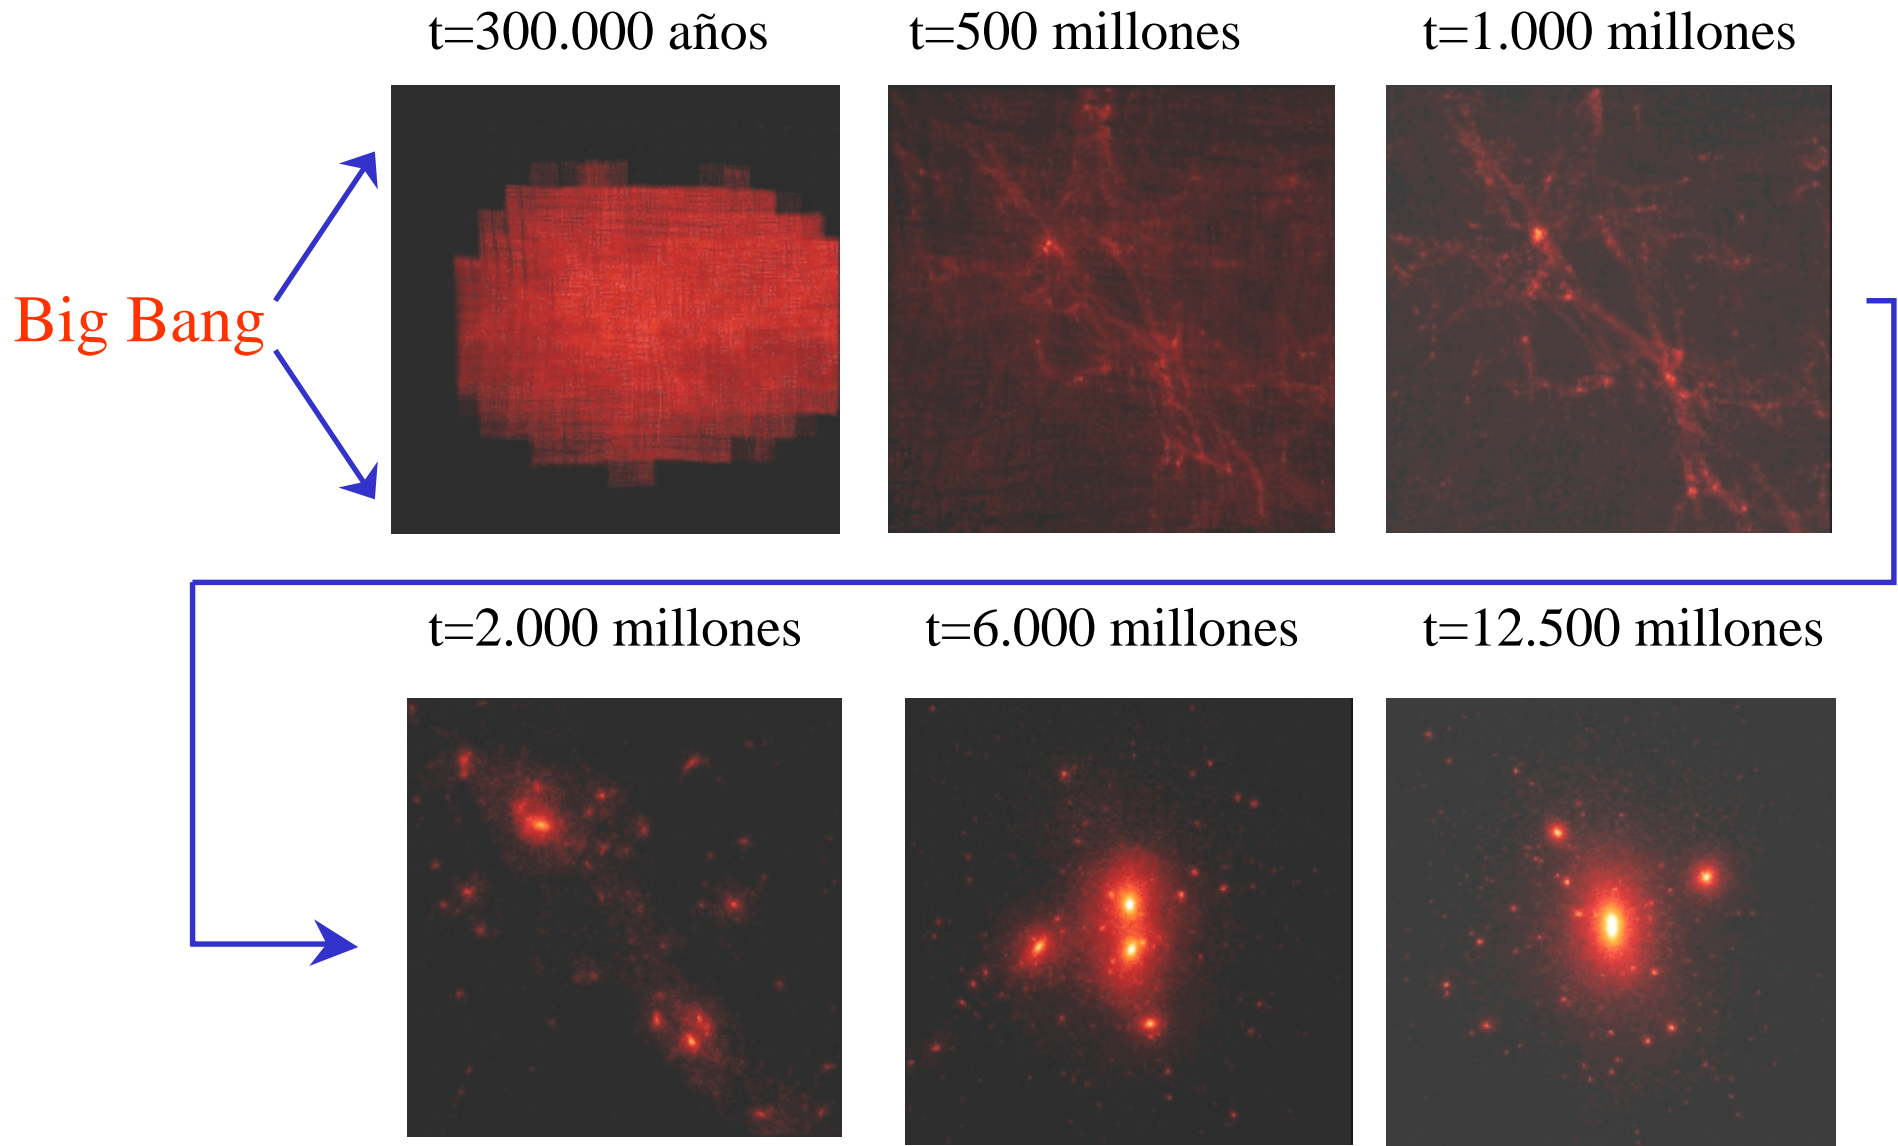 t=300.000 años
t=500 millones
t=1.000 millones
Big Bang
t=2.000 millones
t=6.000 millones
t=12.500 millones